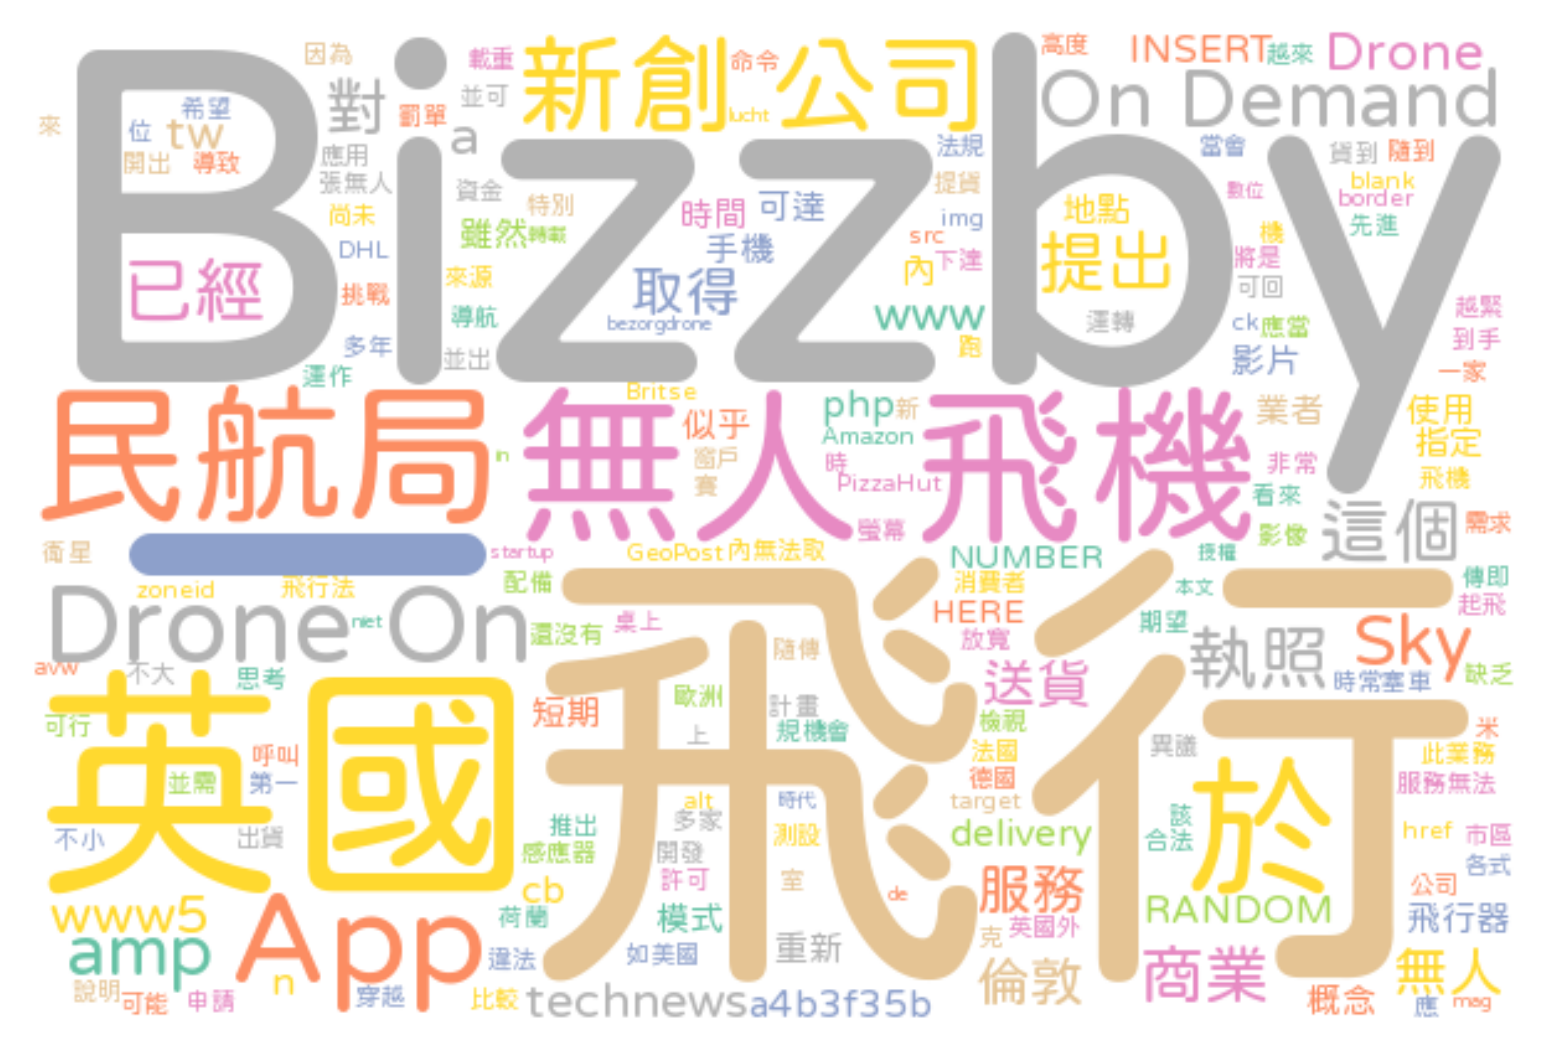 Bizzby
因為
對
載重
新創公司
命令
高度
INSERT
越來
Drone
希望
位
tw
來
罰單
並可
a
lucht
On Demand
開出
導致
應用
張無人
資金
特別
法規
提貨
當會
貨到
隨到
blank
數位
border
先進
尚未
DHL
雖然
轉載
時間
可達
手機
img
src
內
下達
地點
提出
機
將是
可回
已經
挑戰
來源
導航
取得
bezorgdrone
www
運轉
ck
應當
越緊
到手
多年
並出
跑
影片
一家
運作
Britse
民航局
無人飛機
似乎
php
新
Amazon
業者
使用
指定
in
窗戶
賽
時
PizzaHut
非常
飛機
看來
螢幕
影像
這個
需求
衛星
一
startup
GeoPost
內無法取
NUMBER
授權
zoneid
飛行法
配備
消費者
本文
傳即
起飛
Drone On
niet
還沒有
桌上
隨傳
HERE
放寬
期望
執照
Sky
avw
不大
思考
飛行
歐洲
計畫
送貨
時常塞車
缺乏
可行
英國
短期
上
規機會
檢視
法國
異議
米
此業務
呼叫
並需
第一
德國
服務無法
alt
時代
target
該
於
不小
出貨
推出
多家
測設
delivery
合法
href
市區
感應器
開發
各式
許可
室
de
服務
公司
www5
cb
荷蘭
模式
英國外
RANDOM
飛行器
amp
App
違法
如美國
重新
克
倫敦
商業
無人
說明
可能
申請
n
穿越
比較
technews
a4b3f35b
概念
應
mag